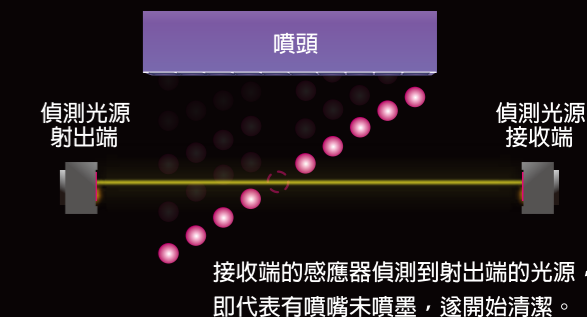 噴頭
偵測光源
射出端
偵測光源
接收端
接收端的感應器偵測到射出端的光源，
即代表有噴嘴未噴墨，遂開始清潔。